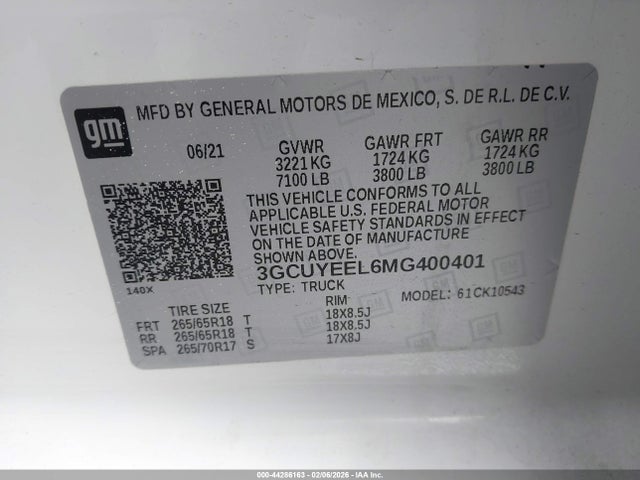 gm
MFD BY GENERAL MOTORS DE MEXICO, S. DE R.L. DE C.V.
06/21 GVWR GAWR FRT GAWR RR
3221 KG 1724 KG 1724 KG
7100 LB 3800 LB 3800 LB
THIS VEHICLE CONFORMS TO ALL
APPLICABLE U.S. FEDERAL MOTOR
VEHICLE SAFETY STANDARDS IN EFFECT
ON THE DATE OF MANUFACTURE
3GCUYEEL6MG400401
140X
TYPE: TRUCK MODEL: 61CK10543
TIRE SIZE RIM
FRT 265/65R18 T 18X8.5J
RR 265/65R18 T 18X8.5J
SPA 265/70R17 S 17X8J
000-44286163 - 02/06/2026 - IAA Inc.